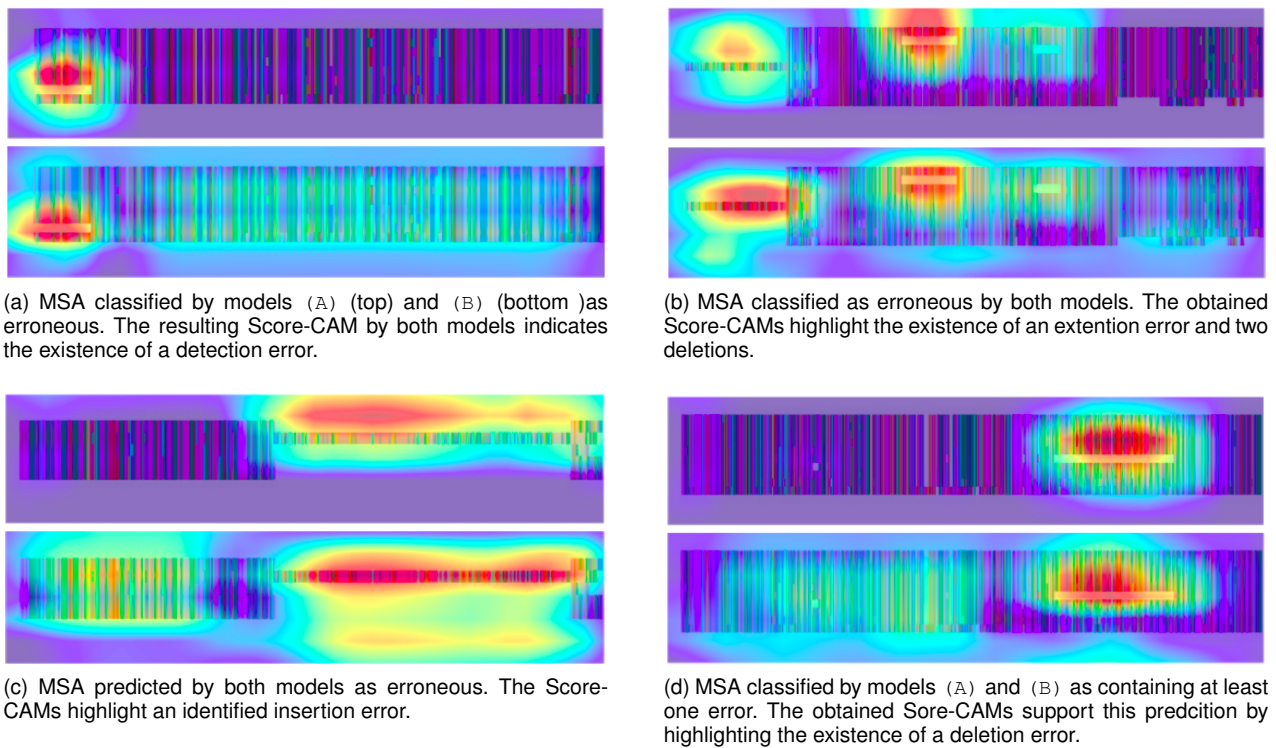 (a) MSA classified by models (A) (top) and (B) (bottom )as
erroneous. The resulting Score-CAM by both models indicates
the existence of a detection error.
(b) MSA classified as erroneous by both models. The obtained
Score-CAMs highlight the existence of an extention error and two
deletions.
(c) MSA predicted by both models as erroneous. The Score-
CAMs highlight an identified insertion error.
(d) MSA classified by models (A) and (B) as containing at least
one error. The obtained Sore-CAMs support this predcition by
highlighting the existence of a deletion error.